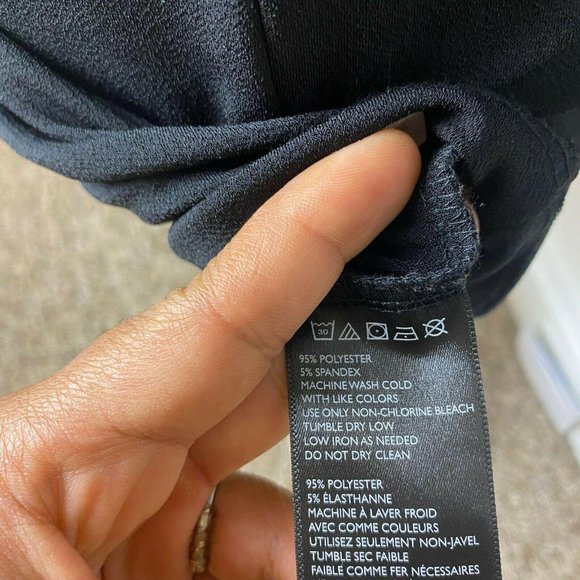 30
95% POLYESTER
5% SPANDEX
MACHINE WASH COLD
WITH LIKE COLORS
USE ONLY NON-CHLORINE BLEACH
TUMBLE DRY LOW
LOW IRON AS NEEDED
DO NOT DRY CLEAN
95% POLYESTER
5% ÉLASTHANNE
MACHINE À LAVER FROID
AVEC COMME COULEURS
UTILISEZ SEULEMENT NON-JAVEL
TUMBLE SEC FAIBLE
FAIBLE COMME FER NÉCESSAIRES